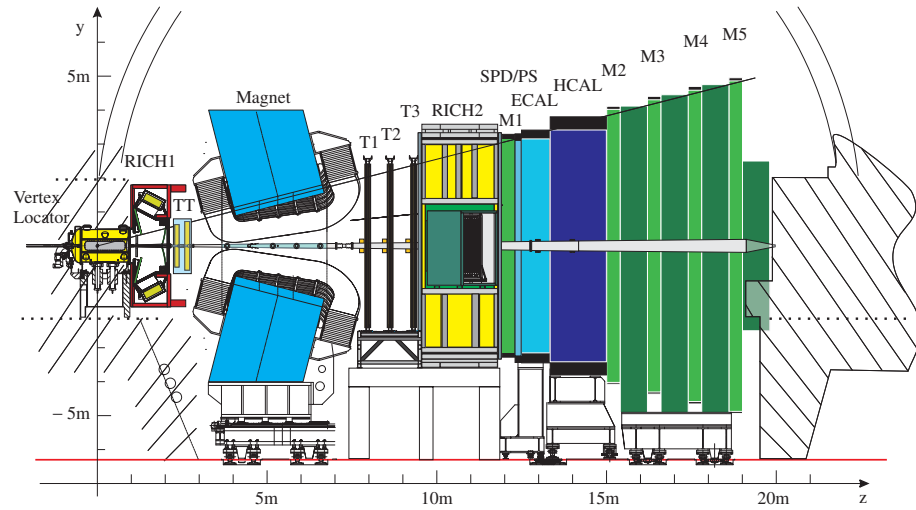 y
5m
Magnet
RICH1
Vertex
Locator
TT
T1
T2
T3
RICH2
M1
SPD/PS
ECAL
HCAL
M2
M3
M4
M5
− 5m
5m
10m
15m
20m
z